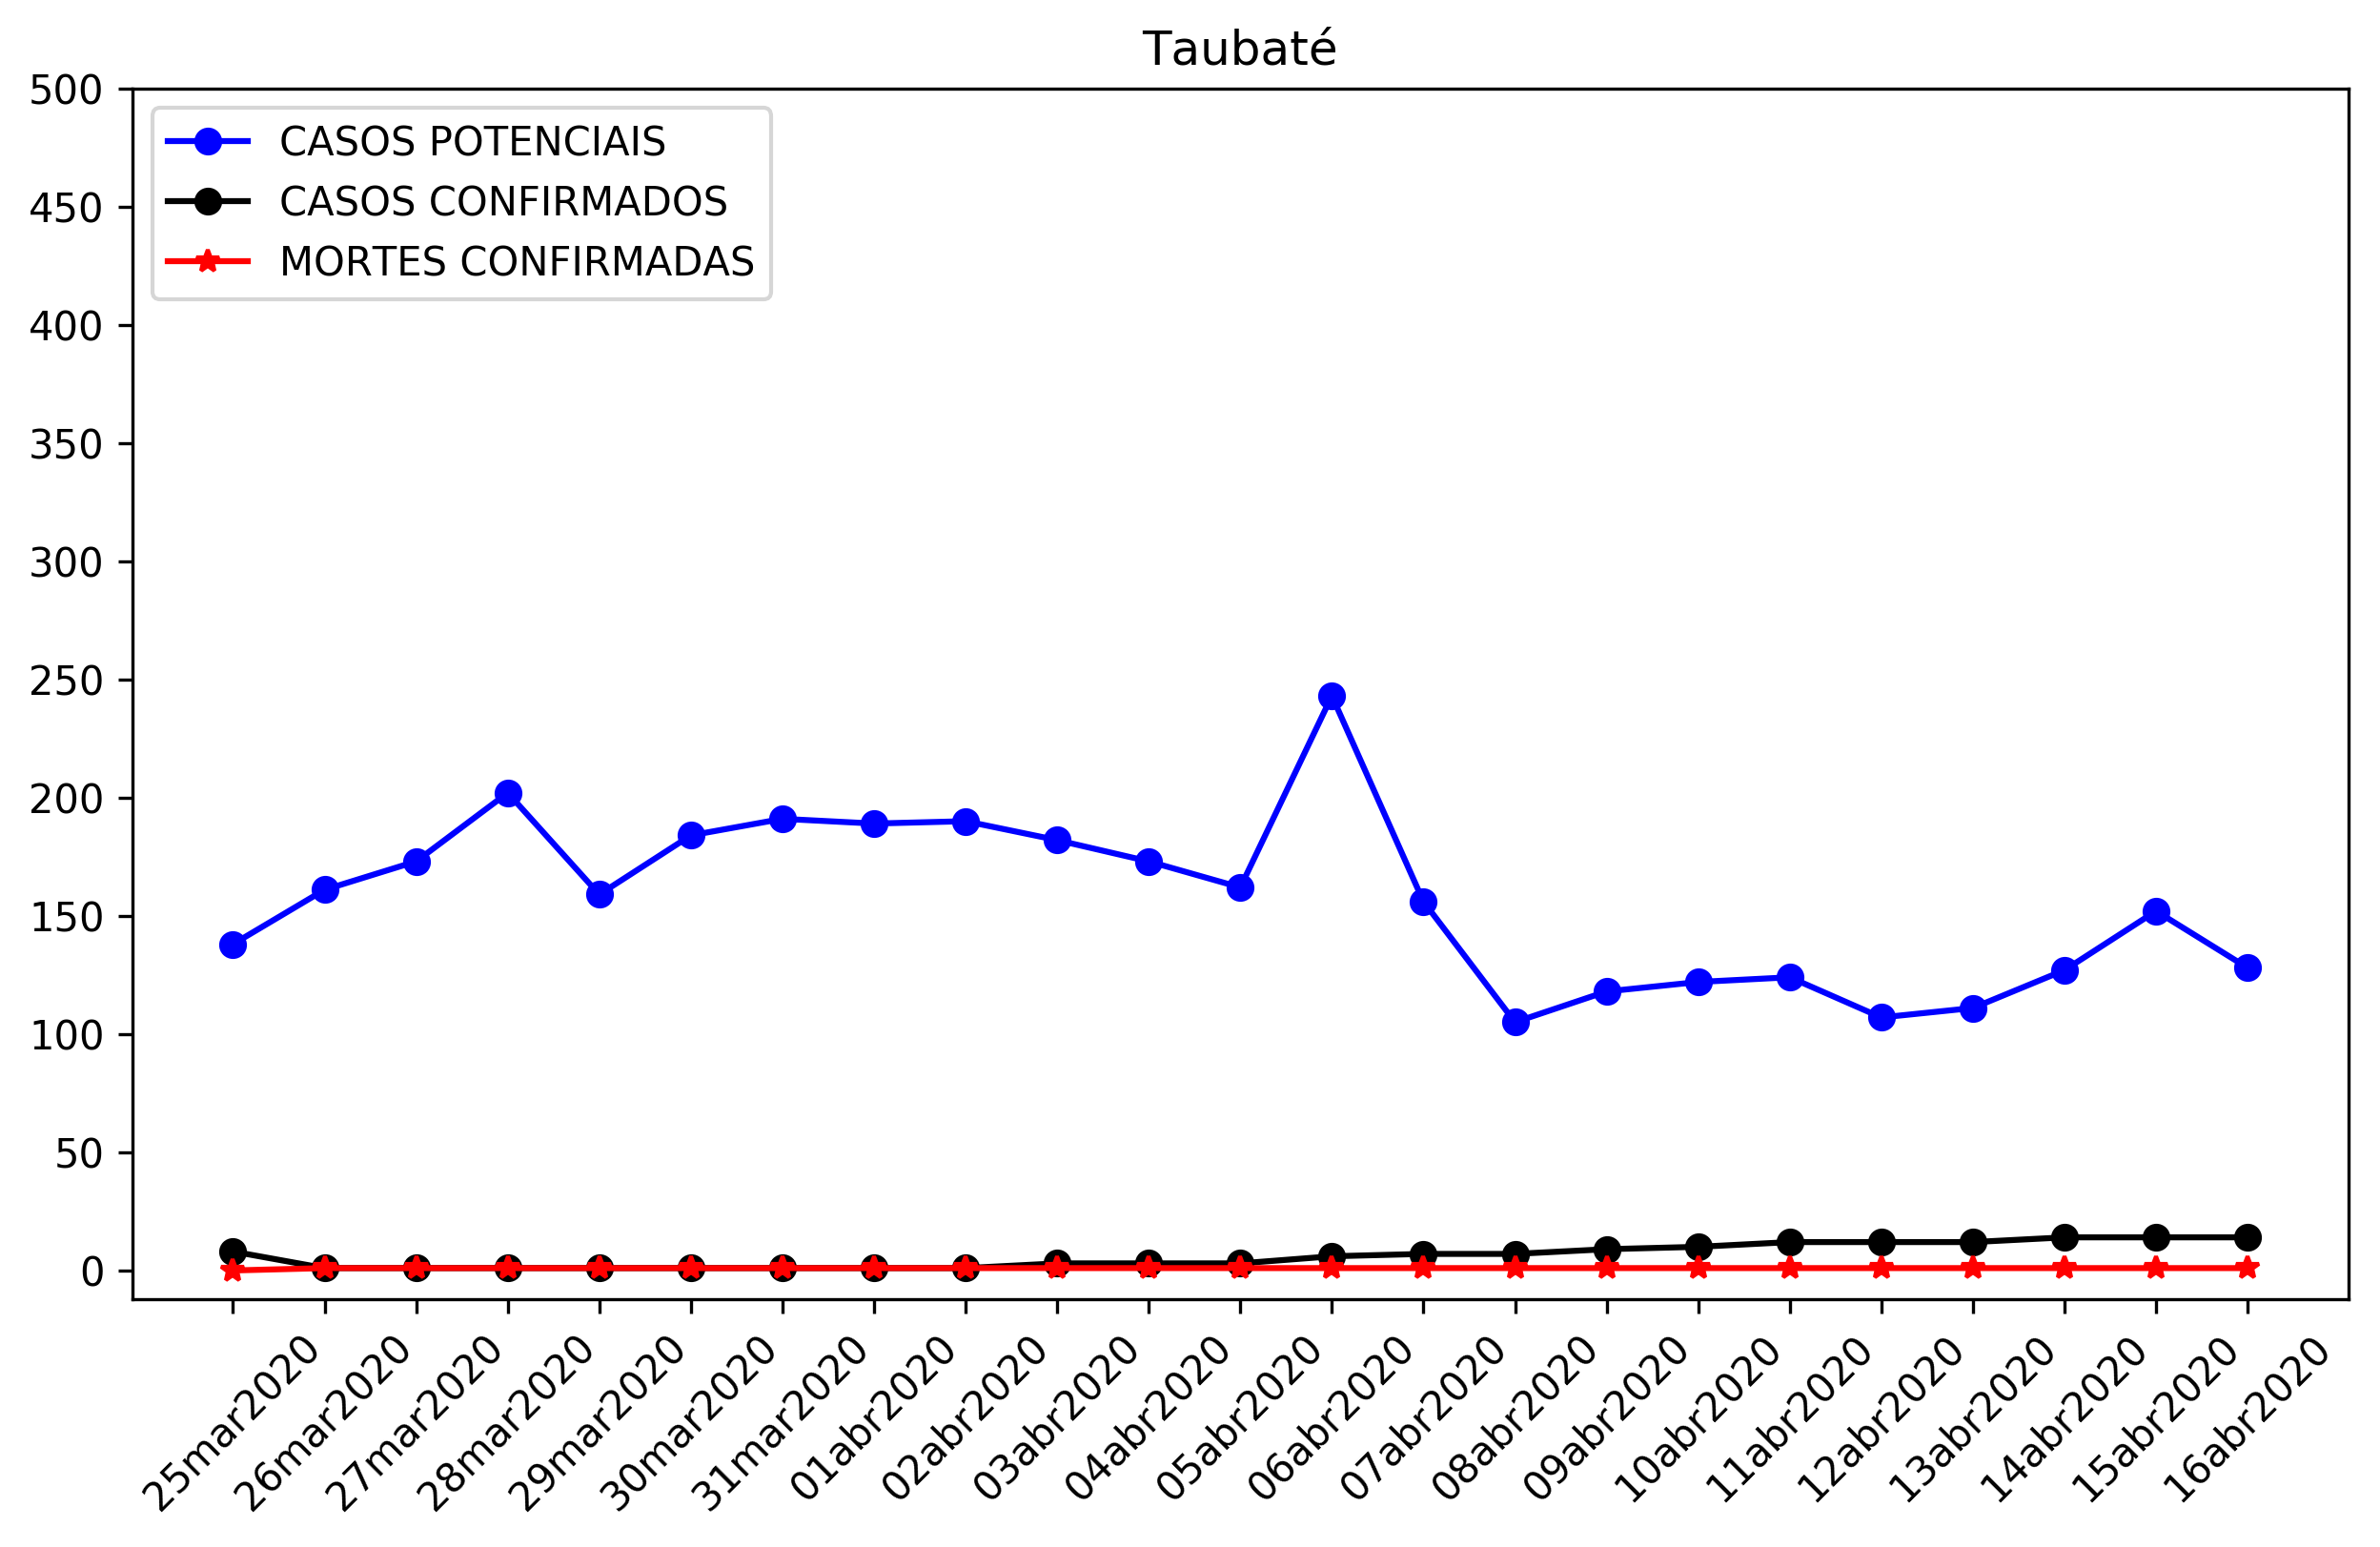 Taubaté
500
450
400
350
300
250
200
150
100
50
0
CASOS POTENCIAIS
CASOS CONFIRMADOS
MORTES CONFIRMADAS
25mar2020
26mar2020
27mar2020
28mar2020
29mar2020
30mar2020
31mar2020
01abr2020
02abr2020
03abr2020
04abr2020
05abr2020
06abr2020
07abr2020
08abr2020
09abr2020
10abr2020
11abr2020
12abr2020
13abr2020
14abr2020
15abr2020
16abr2020